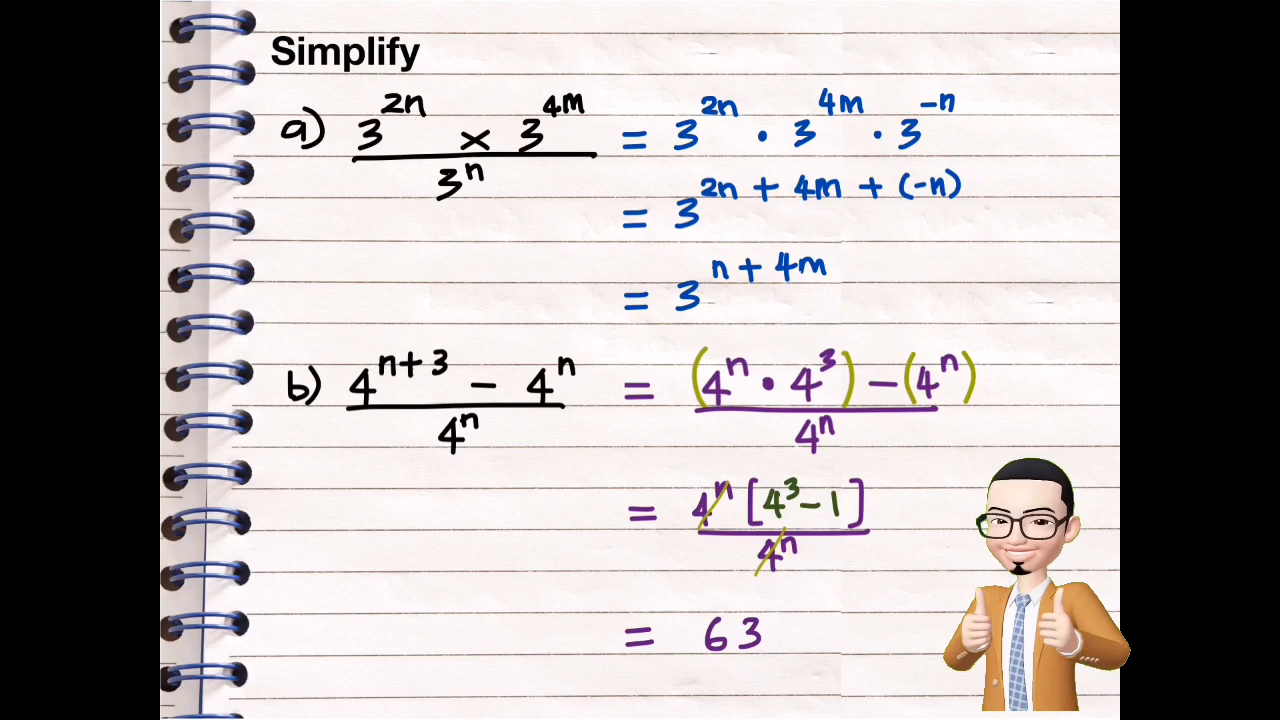 Simplify
a) 3^{2n} × 3^{4m} / 3^n = 3^{2n} · 3^{4m} · 3^{-n}
= 3^{2n + 4m + (-n)}
= 3^{n + 4m}
b) 4^{n+3} - 4^n / 4^n = (4^n · 4^3) - (4^n) / 4^n
= 4^n [4^3 - 1] / 4^n
= 63